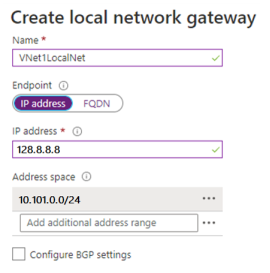 Create local network gateway
Name *
VNet1LocalNet
Endpoint
IP address FQDN
IP address *
128.8.8.8
Address space
10.101.0.0/24
Add additional address range
Configure BGP settings